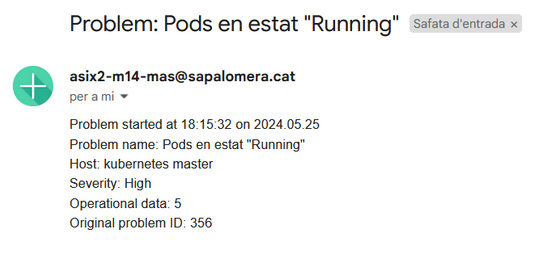 Problem: Pods en estat "Running" Safata d'entrada ×
asix2-m14-mas@sapalomera.cat
per a mi
Problem started at 18:15:32 on 2024.05.25
Problem name: Pods en estat "Running"
Host: kubernetes master
Severity: High
Operational data: 5
Original problem ID: 356